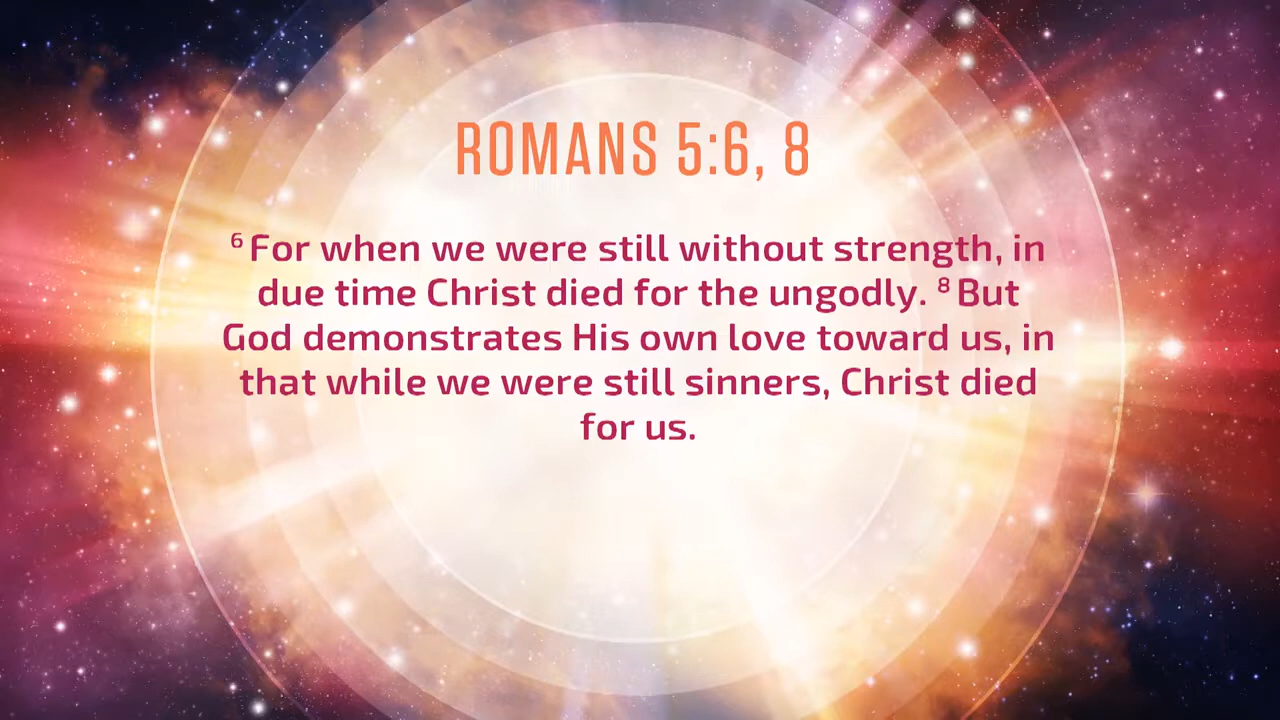 ROMANS 5:6, 8
6 For when we were still without strength, in
due time Christ died for the ungodly. 8 But
God demonstrates His own love toward us, in
that while we were still sinners, Christ died
for us.